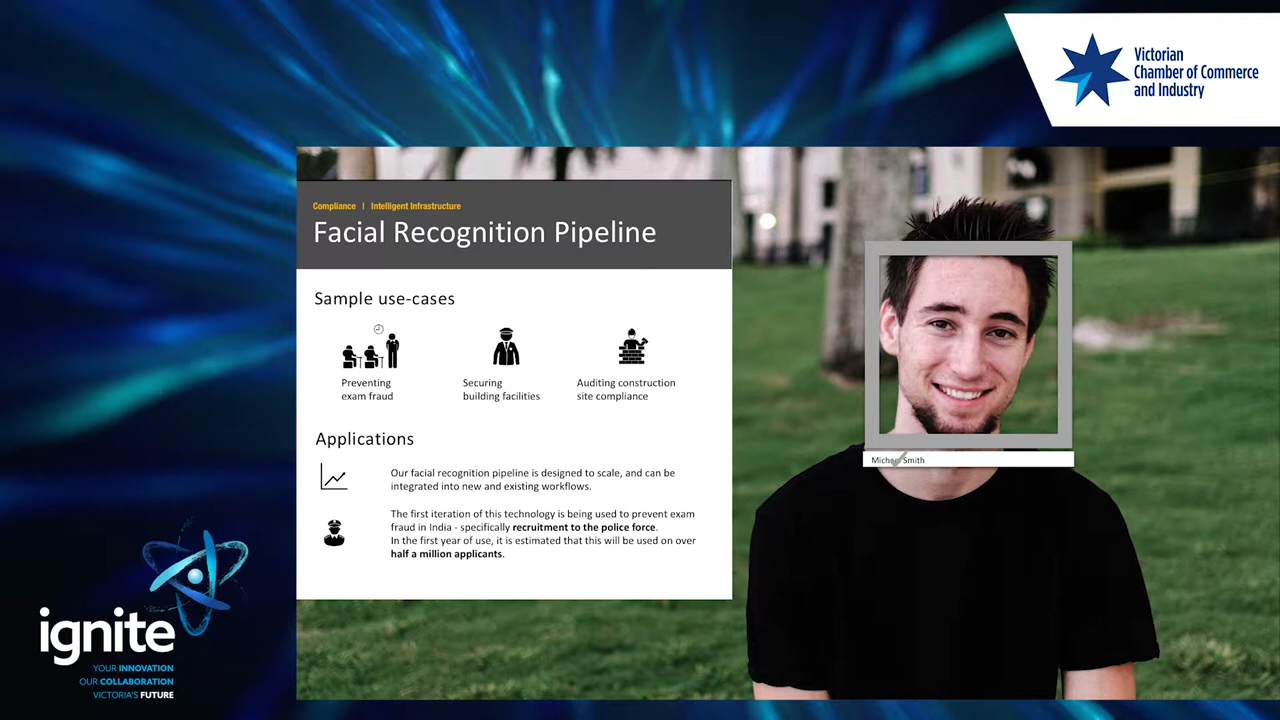 Victorian
Chamber of Commerce
and Industry
Compliance | Intelligent Infrastructure
Facial Recognition Pipeline
Sample use-cases
Preventing
exam fraud
Securing
building facilities
Auditing construction
site compliance
Applications
Our facial recognition pipeline is designed to scale, and can be
integrated into new and existing workflows.
The first iteration of this technology is being used to prevent exam
fraud in India - specifically recruitment to the police force.
In the first year of use, it is estimated that this will be used on over
half a million applicants.
Smith
ignite
YOUR INNOVATION
OUR COLLABORATION
VICTORIA'S FUTURE